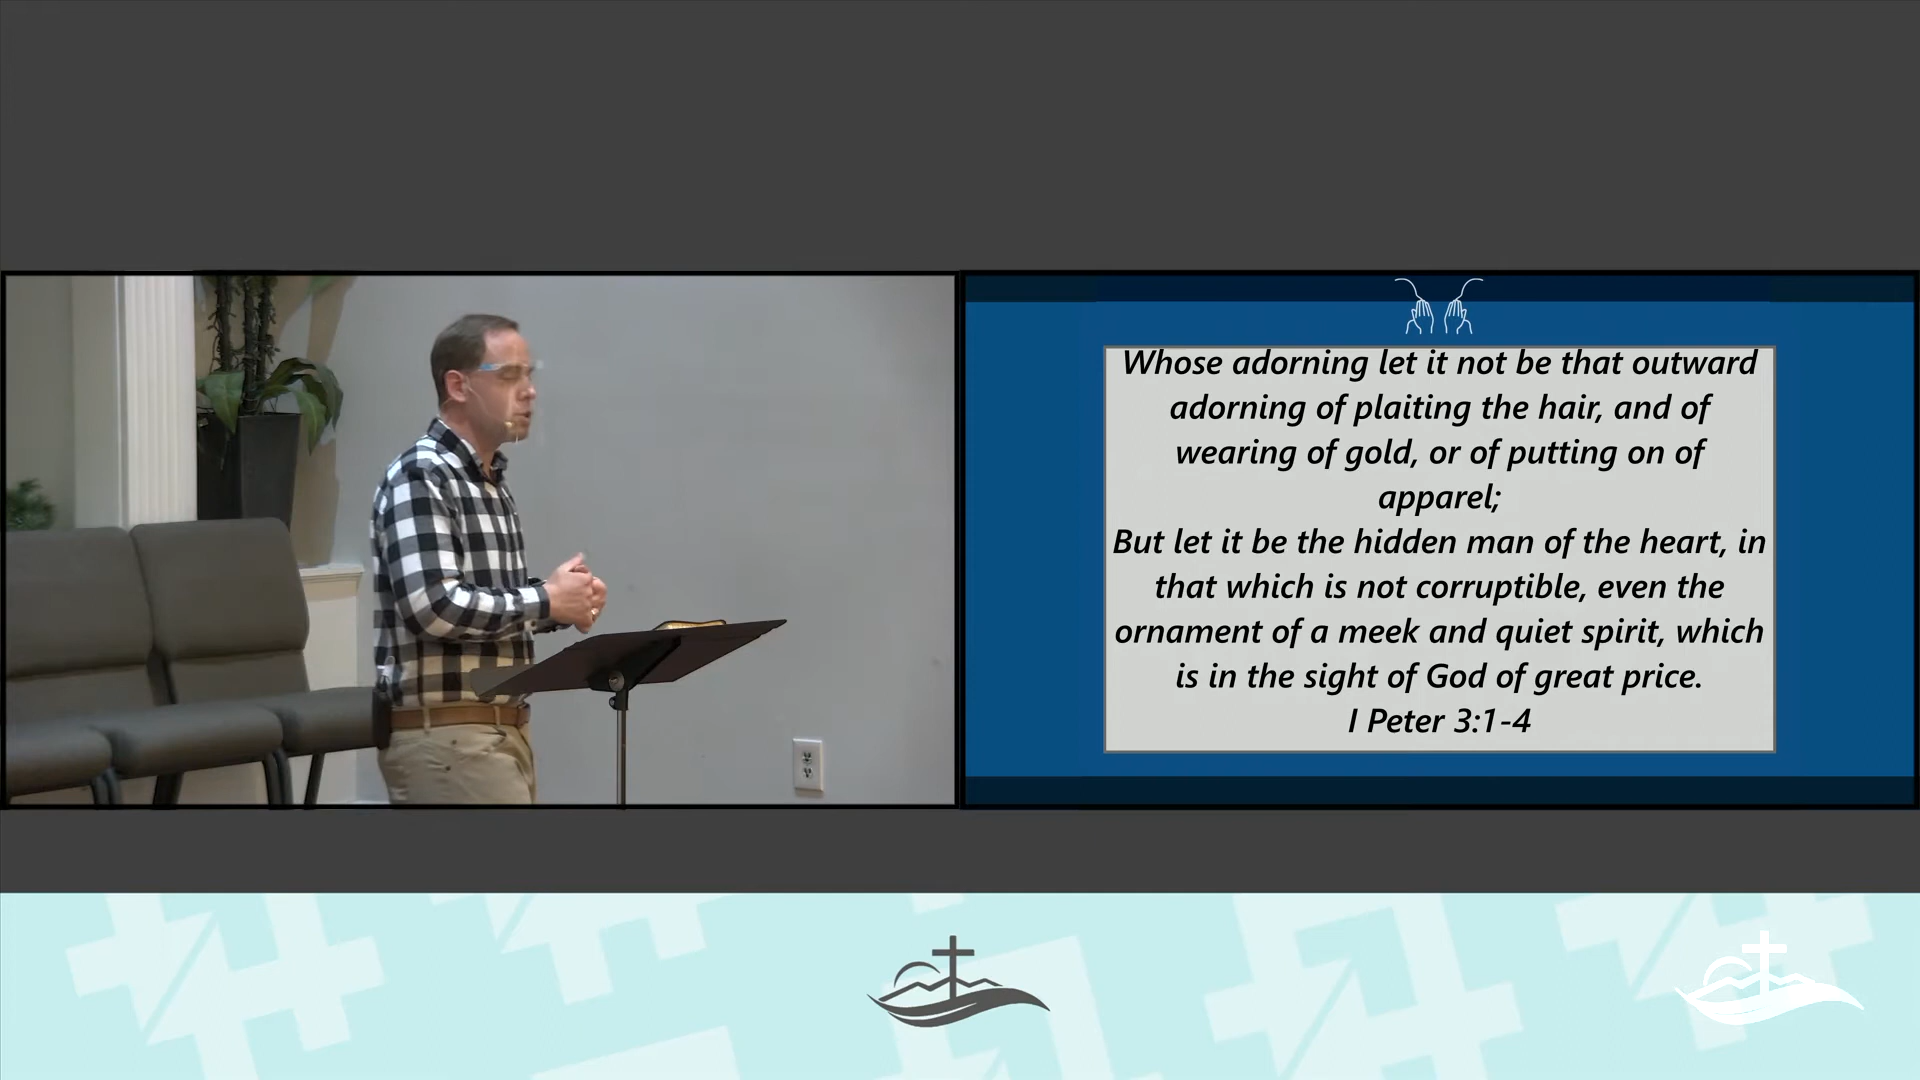 Whose adorning let it not be that outward
adorning of plaiting the hair, and of
wearing of gold, or of putting on of
apparel;
But let it be the hidden man of the heart, in
that which is not corruptible, even the
ornament of a meek and quiet spirit, which
is in the sight of God of great price.
I Peter 3:1-4